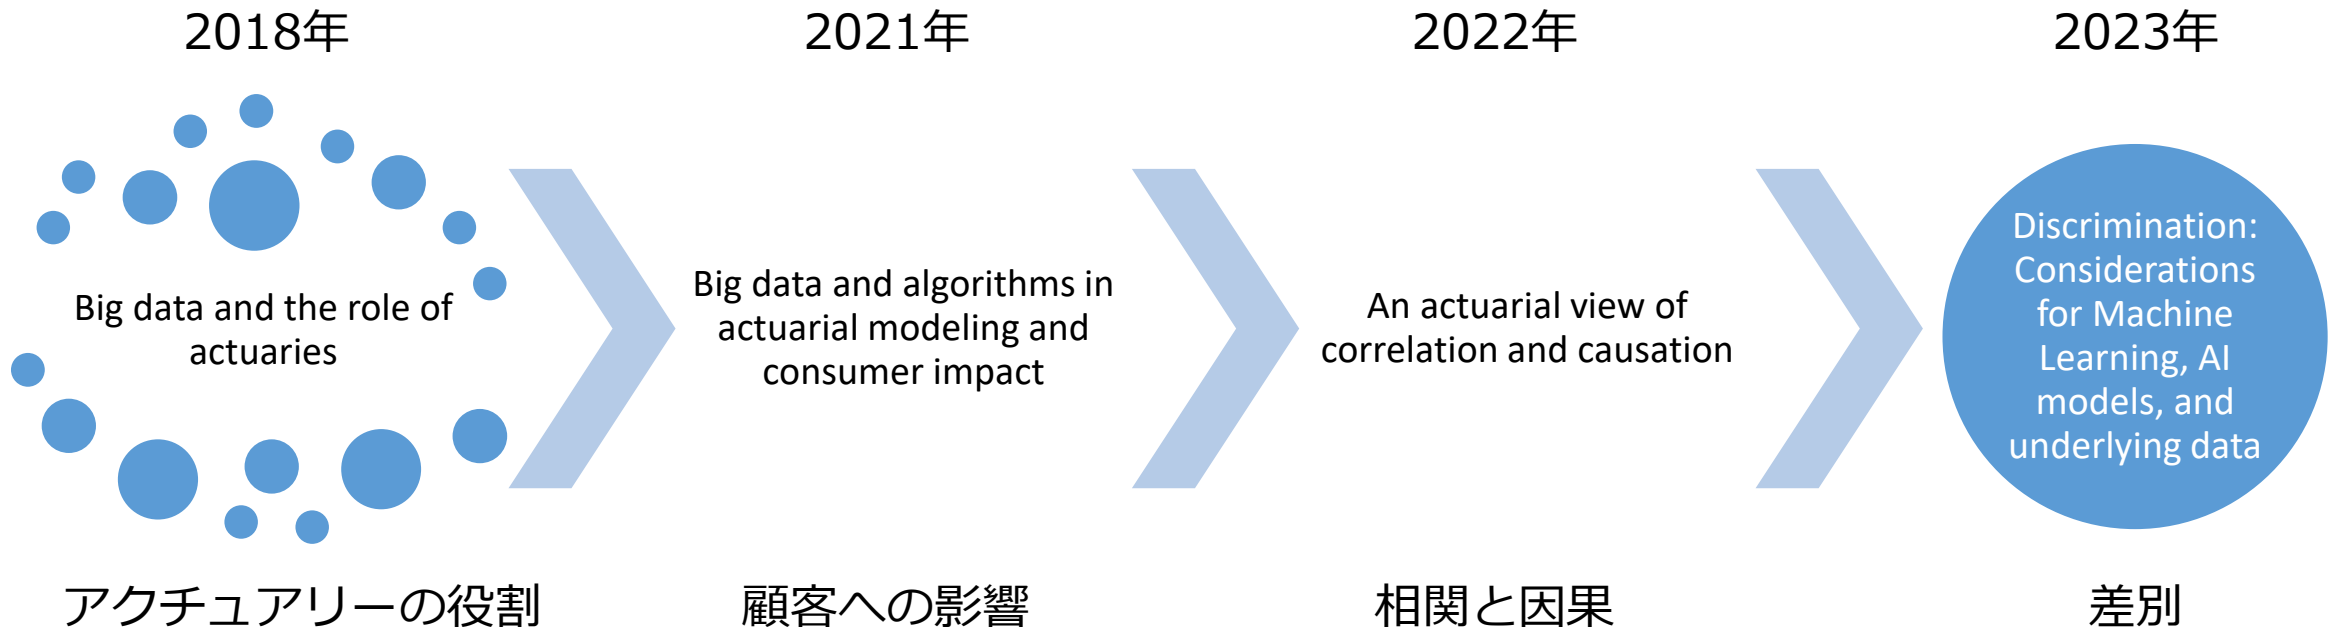 2018年
2021年
2022年
2023年
Big data and the role of
actuaries
Big data and algorithms in
actuarial modeling and
consumer impact
An actuarial view of
correlation and causation
Discrimination:
Considerations
for Machine
Learning, AI
models, and
underlying data
アクチュアリーの役割
顧客への影響
相関と因果
差別